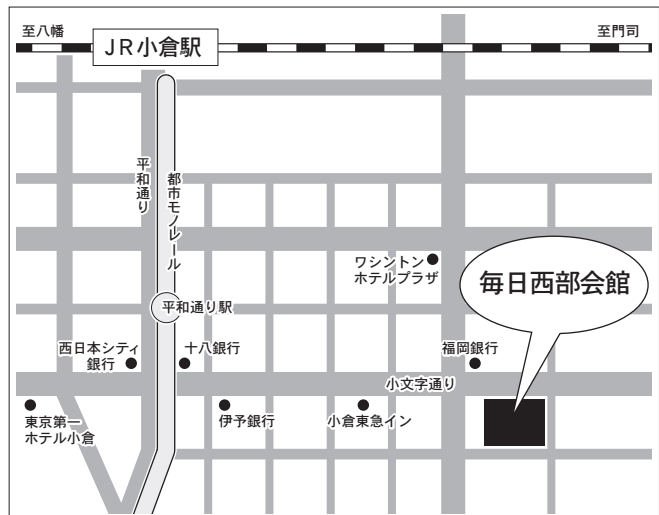 至八幡
JR小倉駅
至門司
平和通り
都市モノレール
ワシントン
ホテルプラザ
毎日西部会館
平和通り駅
西日本シティ
銀行
十八銀行
福岡銀行
小文字通り
東京第一
ホテル小倉
伊予銀行
小倉東急イン